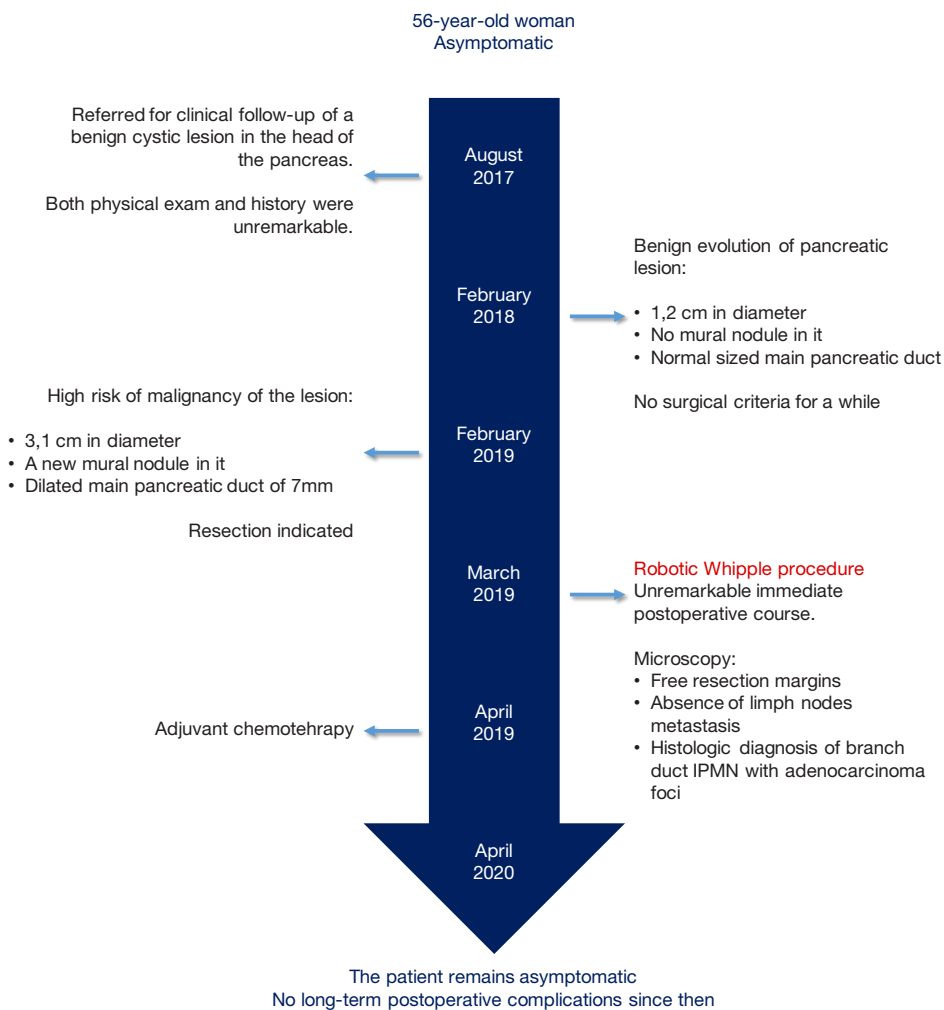 56-year-old woman
Asymptomatic
August
2017
Referred for clinical follow-up of a
benign cystic lesion in the head of
the pancreas.
Both physical exam and history were
unremarkable.
February
2018
Benign evolution of pancreatic
lesion:
• 1,2 cm in diameter
• No mural nodule in it
• Normal sized main pancreatic duct
No surgical criteria for a while
February
2019
High risk of malignancy of the lesion:
• 3,1 cm in diameter
• A new mural nodule in it
• Dilated main pancreatic duct of 7mm
Resection indicated
March
2019
Robotic Whipple procedure
Unremarkable immediate
postoperative course.
Microscopy:
• Free resection margins
• Absence of limph nodes
metastasis
• Histologic diagnosis of branch
duct IPMN with adenocarcinoma
foci
April
2019
Adjuvant chemotehrapy
April
2020
The patient remains asymptomatic
No long-term postoperative complications since then